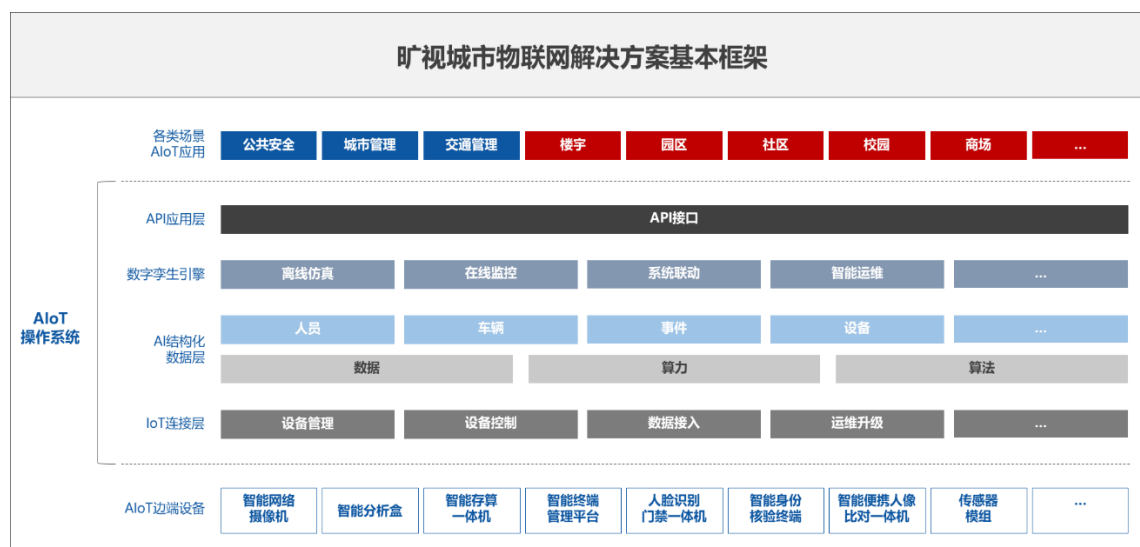 旷视城市物联网解决方案基本框架
各类场景
AIoT应用
公共安全 城市管理 交通管理 楼宇 园区 社区 校园 商场 ...
API应用层
API接口
数字孪生引擎
离线仿真 在线监控 系统联动 智能运维 ...
AIoT
操作系统
AI结构化
数据层
人员 车辆 事件 设备 ...
数据 算力 算法
IoT连接层
设备管理 设备控制 数据接入 运维升级 ...
AIoT边端设备
智能网络
摄像机
智能分析盒
智能存算
一体机
智能终端
管理平台
人脸识别
门禁一体机
智能身份
核验终端
智能便携人像
比对一体机
传感器
模组
...